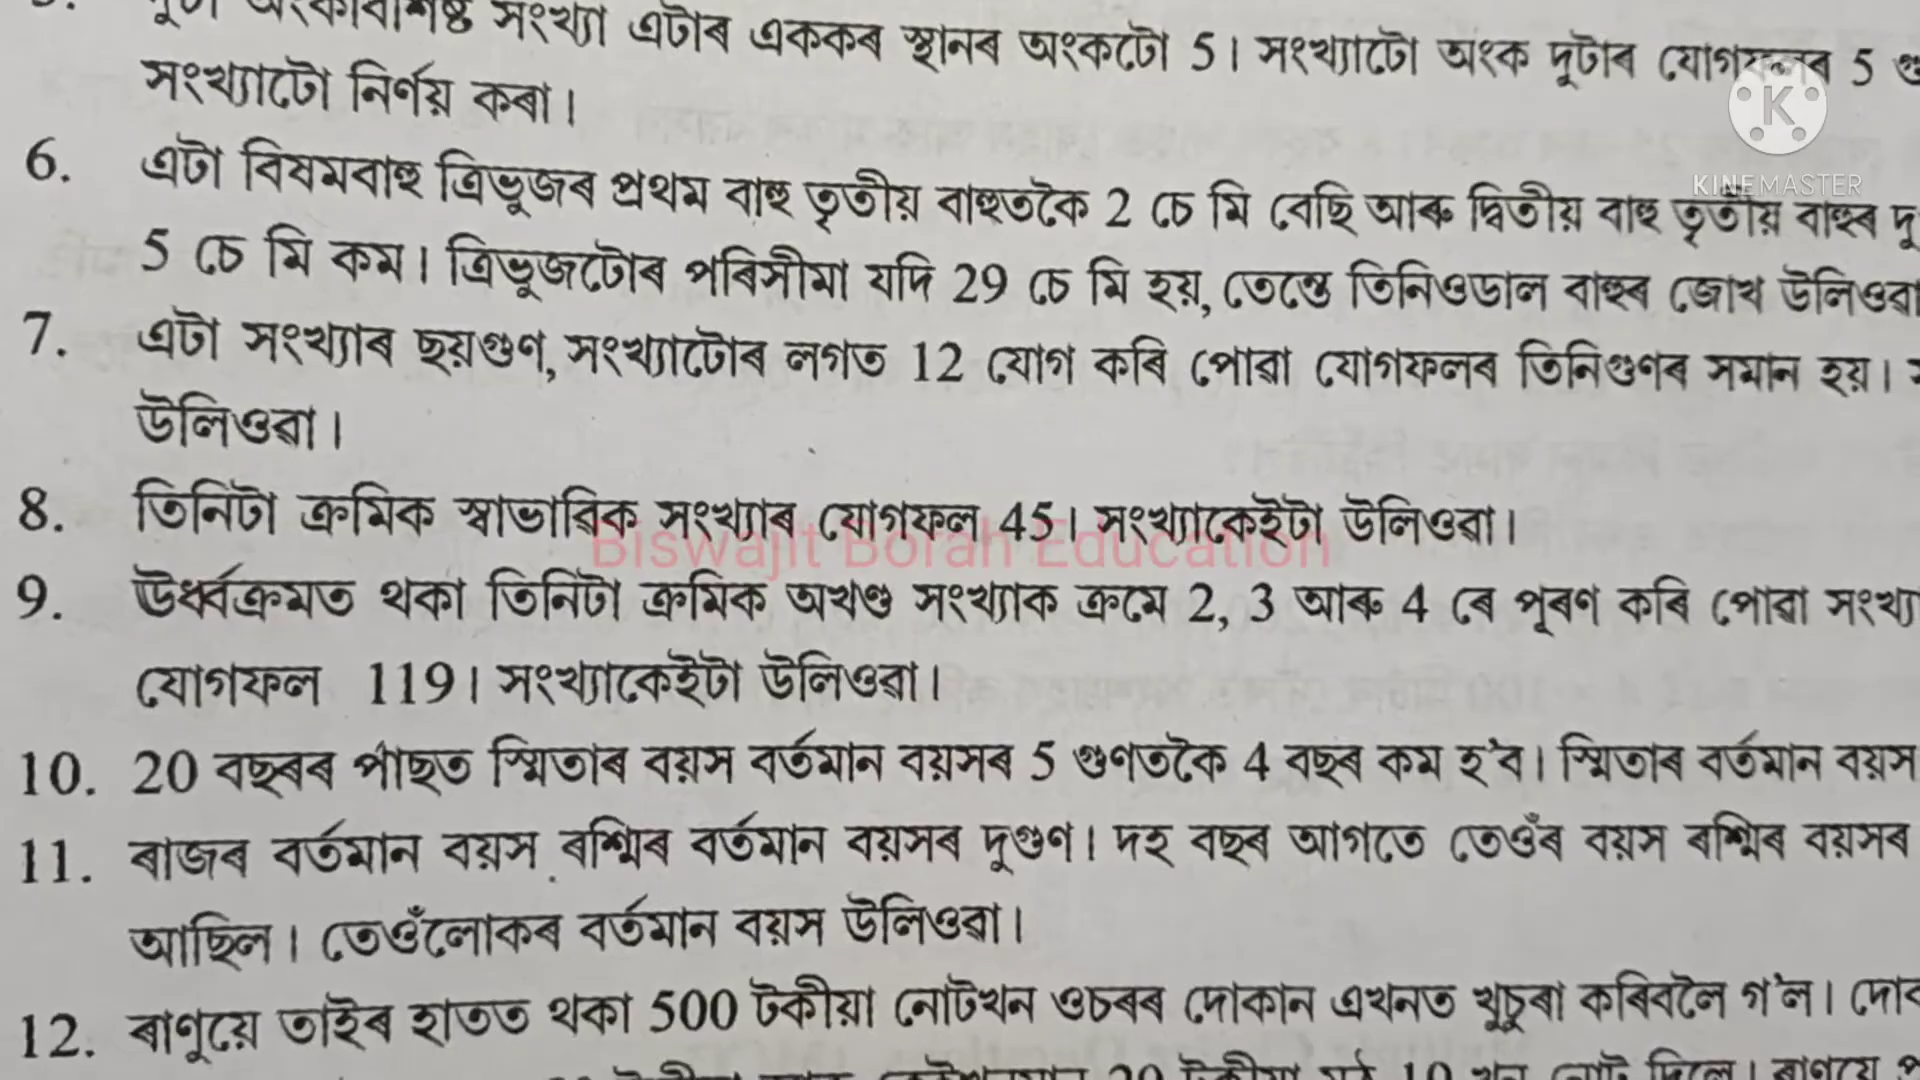 সংখ্যা এটাৰ এককৰ স্থানৰ অংকটো 5। সংখ্যাটো অংক দুটাৰ যোগফলৰ 5
সংখ্যাটো নিৰ্ণয় কৰা।
6. এটা বিষমবাহু ত্ৰিভুজৰ প্ৰথম বাহু তৃতীয় বাহুতকৈ 2 চে মি বেছি আৰু দ্বিতীয় বাহু তৃতীয় বাহুৰ দু
5 চে মি কম। ত্ৰিভুজটোৰ পৰিসীমা যদি 29 চে মি হয়, তেন্তে তিনিওডাল বাহুৰ জোখ উলিওৱা
7. এটা সংখ্যাৰ ছয়গুণ, সংখ্যাটোৰ লগত 12 যোগ কৰি পোৱা যোগফলৰ তিনিগুণৰ সমান হয়।
উলিওৱা।
8. তিনিটা ক্ৰমিক স্বাভাৱিক সংখ্যাৰ যোগফল 45। সংখ্যাকেইটা উলিওৱা।
Biswajit Borah Education
9. ঊৰ্ধ্বক্ৰমত থকা তিনিটা ক্ৰমিক অখণ্ড সংখ্যাক ক্ৰমে 2, 3 আৰু 4 ৰে পূৰণ কৰি পোৱা সংখ্যা
যোগফল 119। সংখ্যাকেইটা উলিওৱা।
10. 20 বছৰৰ পাছত স্মিতাৰ বয়স বৰ্তমান বয়সৰ 5 গুণতকৈ 4 বছৰ কম হ'ব। স্মিতাৰ বৰ্তমান বয়স
11. ৰাজৰ বৰ্তমান বয়স ৰশ্মিৰ বৰ্তমান বয়সৰ দুগুণ। দহ বছৰ আগতে তেওঁৰ বয়স ৰশ্মিৰ বয়সৰ
আছিল। তেওঁলোকৰ বৰ্তমান বয়স উলিওৱা।
12. ৰাণুয়ে তাইৰ হাতত থকা 500 টকীয়া নোটখন ওচৰৰ দোকান এখনত খুচুৰা কৰিবলৈ গ'ল।
K
KINEMASTER